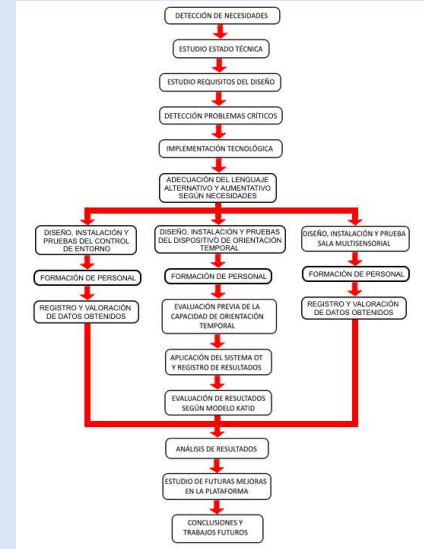 DETECCIÓN DE NECESIDADES
ESTUDIO ESTADO TÉCNICA
ESTUDIO REQUISITOS DEL DISEÑO
DETECCIÓN PROBLEMAS CRÍTICOS
IMPLEMENTACIÓN TECNOLÓGICA
ADECUACIÓN DEL LENGUAJE
ALTERNATIVO Y AUMENTATIVO
SEGÚN NECESIDADES
DISEÑO, INSTALACIÓN Y
PRUEBAS DEL CONTROL
DE ENTORNO
FORMACIÓN DE PERSONAL
REGISTRO Y VALORACIÓN
DE DATOS OBTENIDOS
DISEÑO, INSTALACIÓN Y PRUEBAS
DEL DISPOSITIVO DE ORIENTACIÓN
TEMPORAL
FORMACIÓN DE PERSONAL
EVALUACIÓN PREVIA DE LA
CAPACIDAD DE ORIENTACIÓN
TEMPORAL
APLICACIÓN DEL SISTEMA OT
Y REGISTRO DE RESULTADOS
EVALUACIÓN DE RESULTADOS
SEGÚN MODELO KATID
DISEÑO, INSTALACIÓN Y PRUEBA
SALA MULTISENSORIAL
FORMACIÓN DE PERSONAL
REGISTRO Y VALORACIÓN
DE DATOS OBTENIDOS
ANÁLISIS DE RESULTADOS
ESTUDIO DE FUTURAS MEJORAS
EN LA PLATAFORMA
CONCLUSIONES Y
TRABAJOS FUTUROS